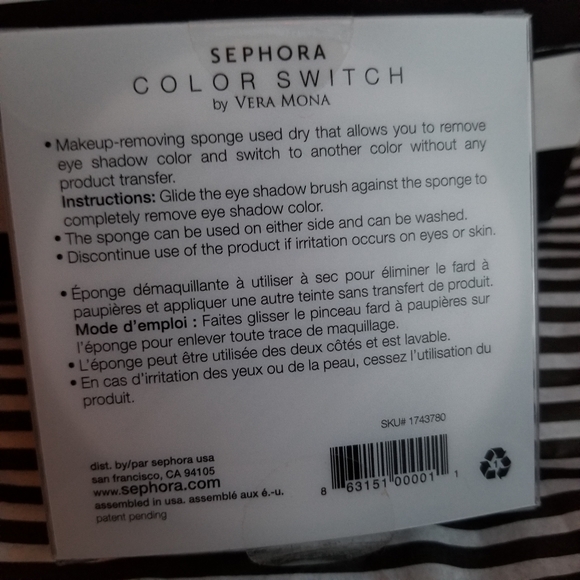 SEPHORA
COLOR SWITCH
by VERA MONA
• Makeup-removing sponge used dry that allows you to remove
eye shadow color and switch to another color without any
product transfer.
Instructions: Glide the eye shadow brush against the sponge to
completely remove eye shadow color.
• The sponge can be used on either side and can be washed.
• Discontinue use of the product if irritation occurs on eyes or skin.
• Éponge démaquillante à utiliser à sec pour éliminer le fard à
paupières et appliquer une autre teinte sans transfert de produit.
Mode d'emploi : Faites glisser le pinceau fard à paupières sur
l'éponge pour enlever toute trace de maquillage.
• L'éponge peut être utilisée des deux côtés et est lavable.
• En cas d'irritation des yeux ou de la peau, cessez l'utilisation du
produit.
SKU# 1743780
dist. by/par sephora usa
san francisco, CA 94105
www.sephora.com
assembled in usa. assemblé aux é.-u.
patent pending
8 63151 00001 1
1